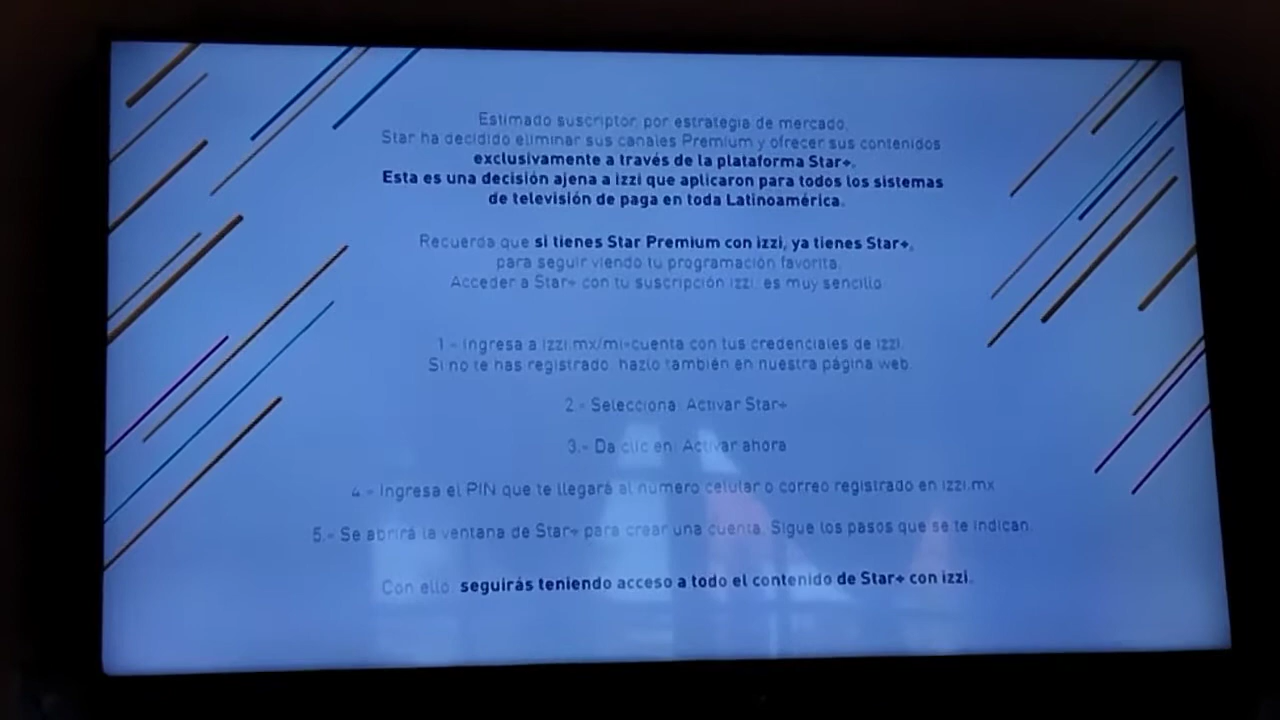 Estimado suscriptor, por estrategia de mercado,
Star ha decidido eliminar sus canales Premium y ofrecer sus contenidos
exclusivamente a través de la plataforma Star+.
Esta es una decisión ajena a izzi que aplicaron para todos los sistemas
de televisión de paga en toda Latinoamérica.
Recuerda que si tienes Star Premium con izzi, ya tienes Star+,
para seguir viendo tu programación favorita.
Acceder a Star+ con tu suscripción izzi, es muy sencillo:
1.- Ingresa a izzi.mx/mi-cuenta con tus credenciales de izzi.
Si no te has registrado, hazlo también en nuestra página web.
2.- Selecciona: Activar Star+
3.- Da clic en: Activar ahora
4.- Ingresa el PIN que te llegará al número celular o correo registrado en izzi.mx
5.- Se abrirá la ventana de Star+ para crear una cuenta. Sigue los pasos que se te indican.
Con ello, seguirás teniendo acceso a todo el contenido de Star+ con izzi.